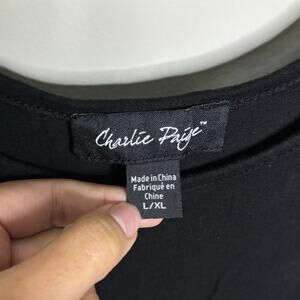 Charlie Paige™
Made in China
Fabriqué en
Chine
L/XL